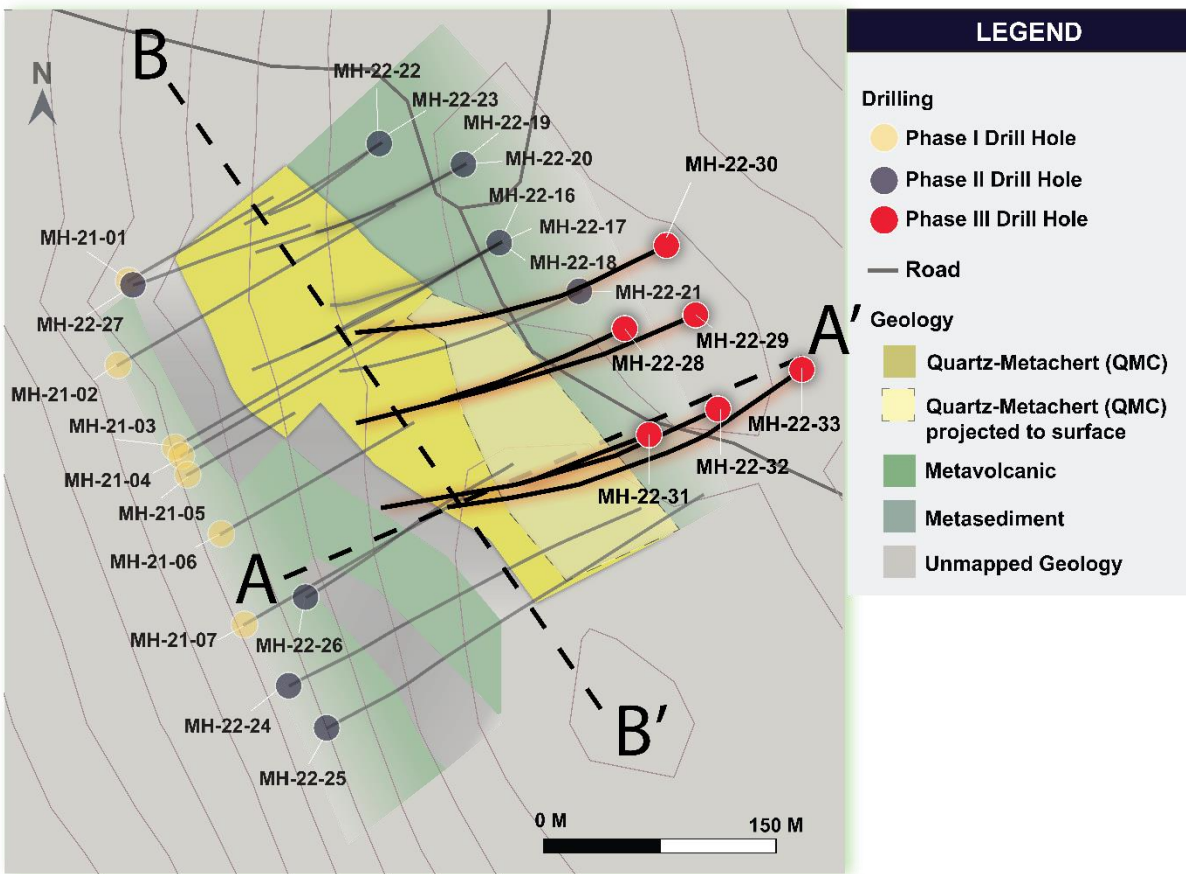 B
N
MH-22-22
MH-22-23
MH-22-19
MH-22-20
MH-22-16
MH-22-17
MH-22-18
MH-22-21
MH-22-30
MH-21-01
MH-22-27
MH-21-02
MH-21-03
MH-21-04
MH-21-05
MH-21-06
MH-21-07
MH-22-26
MH-22-24
MH-22-25
MH-22-28
MH-22-29
A'
MH-22-33
MH-22-32
MH-22-31
A
B'
0 M
150 M
LEGEND
Drilling
Phase I Drill Hole
Phase II Drill Hole
Phase III Drill Hole
Road
Geology
Quartz-Metachert (QMC)
Quartz-Metachert (QMC)
projected to surface
Metavolcanic
Metasediment
Unmapped Geology